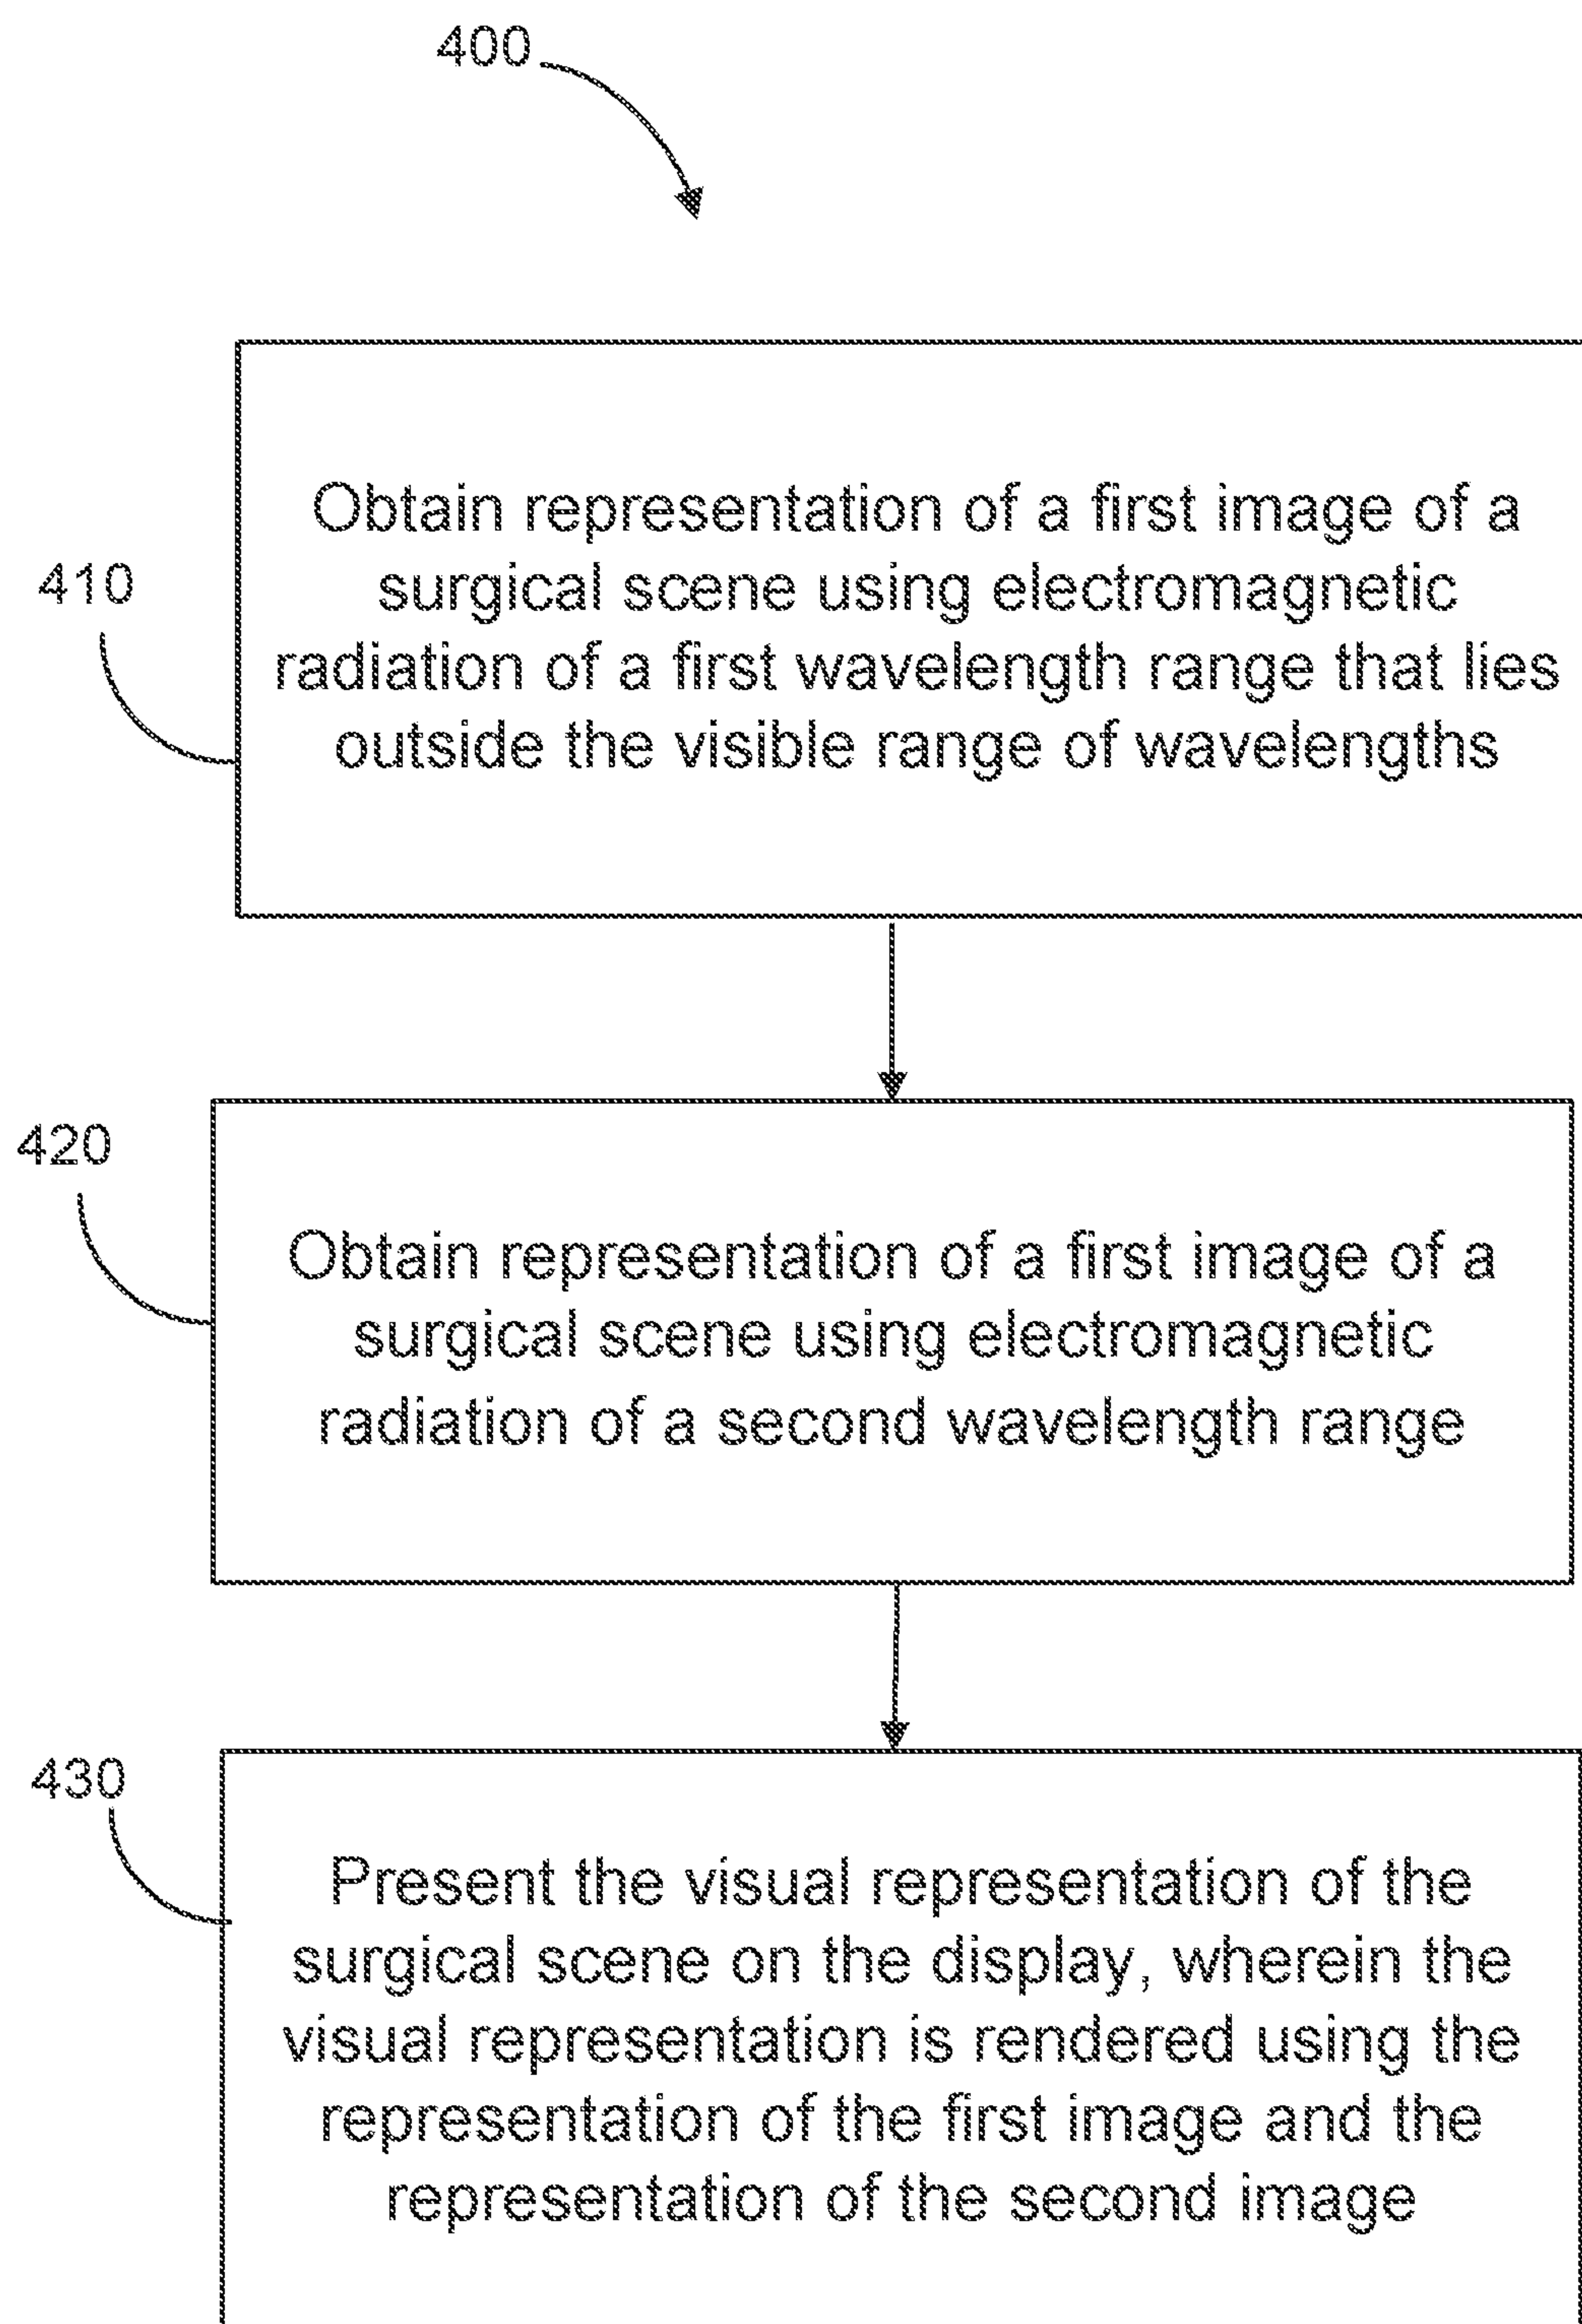 400
410
Obtain representation of a first image of a
surgical scene using electromagnetic
radiation of a first wavelength range that lies
outside the visible range of wavelengths
420
Obtain representation of a first image of a
surgical scene using electromagnetic
radiation of a second wavelength range
430
Present the visual representation of the
surgical scene on the display, wherein the
visual representation is rendered using the
representation of the first image and the
representation of the second image